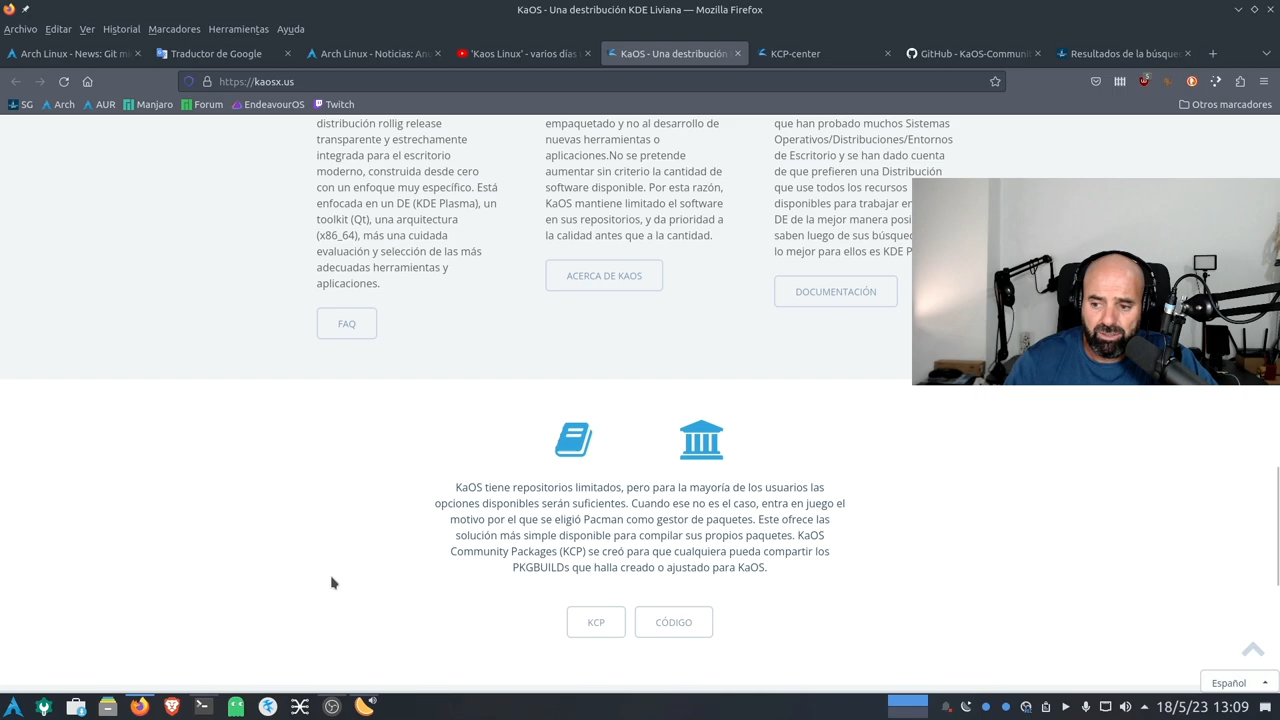 KaOS - Una destribución KDE Liviana — Mozilla Firefox
Archivo Editar Ver Historial Marcadores Herramientas Ayuda
Arch Linux - News: Git mi
Traductor de Google
Arch Linux - Noticias: Anu
'Kaos Linux' - varios días
KaOS - Una destribución
KCP-center
GitHub - KaOS-Communit
Resultados de la búsque
https://kaosx.us
5
SG Arch AUR Manjaro Forum EndeavourOS Twitch Otros marcadores
distribución rollig release
transparente y estrechamente
integrada para el escritorio
moderno, construida desde cero
con un enfoque muy específico. Está
enfocada en un DE (KDE Plasma), un
toolkit (Qt), una arquitectura
(x86_64), más una cuidada
evaluación y selección de las más
adecuadas herramientas y
aplicaciones.
FAQ
empaquetado y no al desarrollo de
nuevas herramientas o
aplicaciones.No se pretende
aumentar sin criterio la cantidad de
software disponible. Por esta razón,
KaOS mantiene limitado el software
en sus repositorios, y da prioridad a
la calidad antes que a la cantidad.
ACERCA DE KAOS
que han probado muchos Sistemas
Operativos/Distribuciones/Entornos
de Escritorio y se han dado cuenta
de que prefieren una Distribución
que use todos los recursos
disponibles para trabajar en
DE de la mejor manera posi
saben luego de sus búsqued
lo mejor para ellos es KDE P
DOCUMENTACIÓN
KaOS tiene repositorios limitados, pero para la mayoría de los usuarios las
opciones disponibles serán suficientes. Cuando ese no es el caso, entra en juego el
motivo por el que se eligió Pacman como gestor de paquetes. Este ofrece las
solución más simple disponible para compilar sus propios paquetes. KaOS
Community Packages (KCP) se creó para que cualquiera pueda compartir los
PKGBUILDs que halla creado o ajustado para KaOS.
KCP
CÓDIGO
Español
18/5/23 13:09